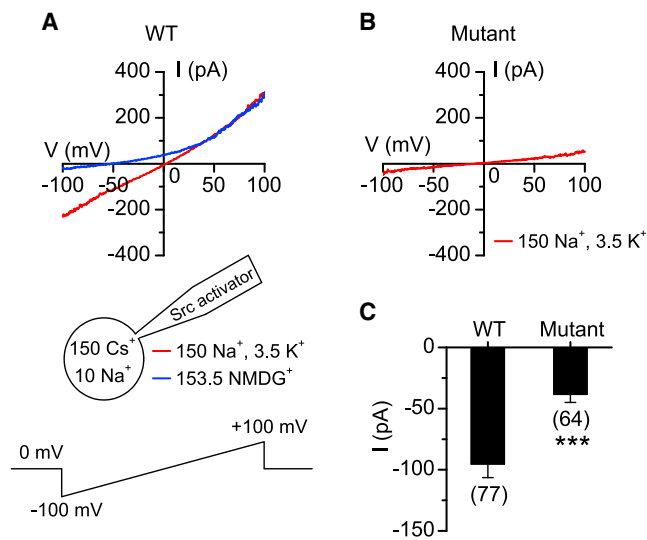 A
WT
I (pA)
400
200
V (mV)
-100 -50 0 50 100
-200
-400
Src activator
150 Cs⁺
10 Na⁺
150 Na⁺, 3.5 K⁺
153.5 NMDG⁺
0 mV
+100 mV
-100 mV
B
Mutant
I (pA)
400
200
V (mV)
-100 -50 0 50 100
-200
-400
150 Na⁺, 3.5 K⁺
C
WT Mutant
0
-50
-100
-150
I (pA)
(64)
***
(77)